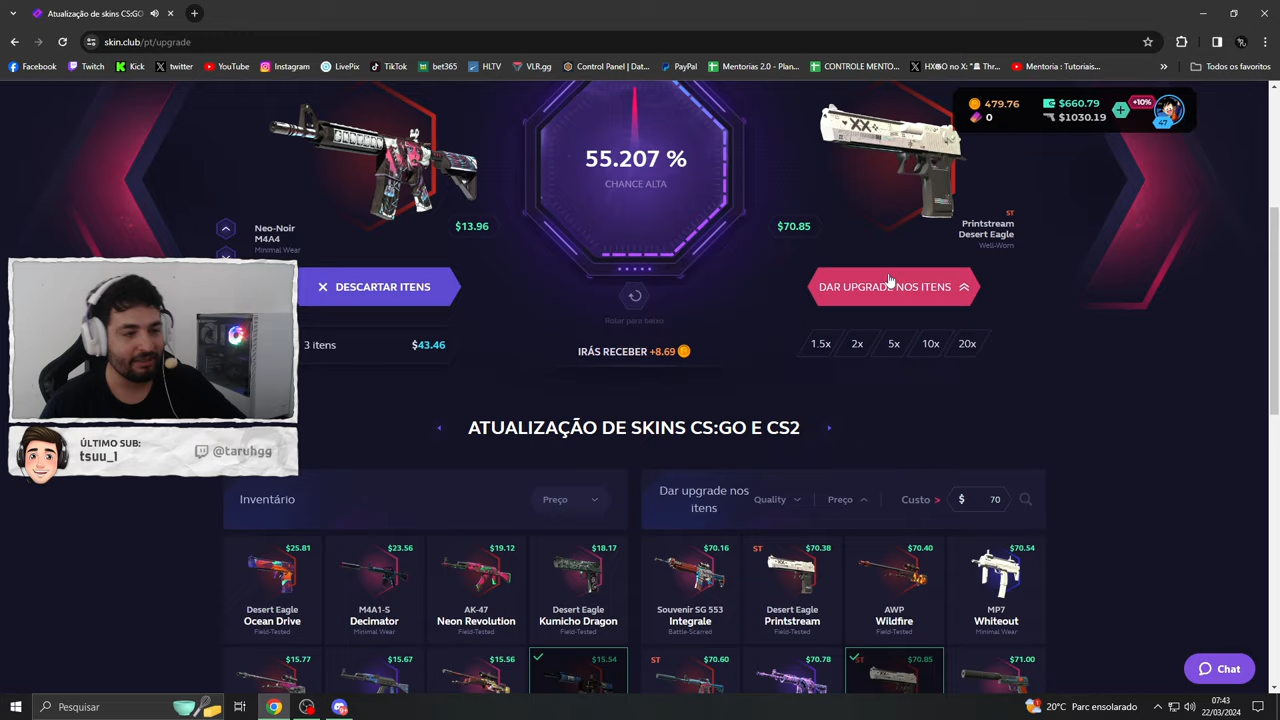 Atualização de skins CS:GO
skin.club/pt/upgrade
Facebook
Twitch
Kick
twitter
YouTube
Instagram
LivePix
TikTok
bet365
HLTV
VLR.gg
Control Panel | Dat...
PayPal
Mentorias 2.0 - Plan...
CONTROLE MENTO...
Mentoria : Tutoriais...
»
Todos os favoritos
479.76
$660.79
+10%
0
$1030.19
47
55.207 %
CHANCE ALTA
Neo-Noir
M4A4
Minimal Wear
$13.96
$70.85
ST
Printstream
Desert Eagle
Well-Worn
× DESCARTAR ITENS
DAR UPGRADE NOS ITENS
Rolar para baixo
3 itens
$43.46
IRÁS RECEBER +8.69
1.5x
2x
5x
10x
20x
ÚLTIMO SUB:
tsuu_1
@taruhgg
ATUALIZAÇÃO DE SKINS CS:GO E CS2
Inventário
Preço
Dar upgrade nos
itens
Quality
Preço
Custo >
$ 70
$25.81
Desert Eagle
Ocean Drive
Field-Tested
$23.56
M4A1-S
Decimator
Minimal Wear
$19.12
AK-47
Neon Revolution
Field-Tested
$18.17
Desert Eagle
Kumicho Dragon
Field-Tested
$70.16
Souvenir SG 553
Integrale
Battle-Scarred
ST
$70.38
Desert Eagle
Printstream
Field-Tested
$70.40
AWP
Wildfire
Field-Tested
$70.54
MP7
Whiteout
Minimal Wear
$15.77
$15.67
$15.56
$15.54
ST
$70.60
$70.78
ST
$70.85
$71.00
Chat
Pesquisar
20°C Parc ensolarado
07:43
22/03/2024